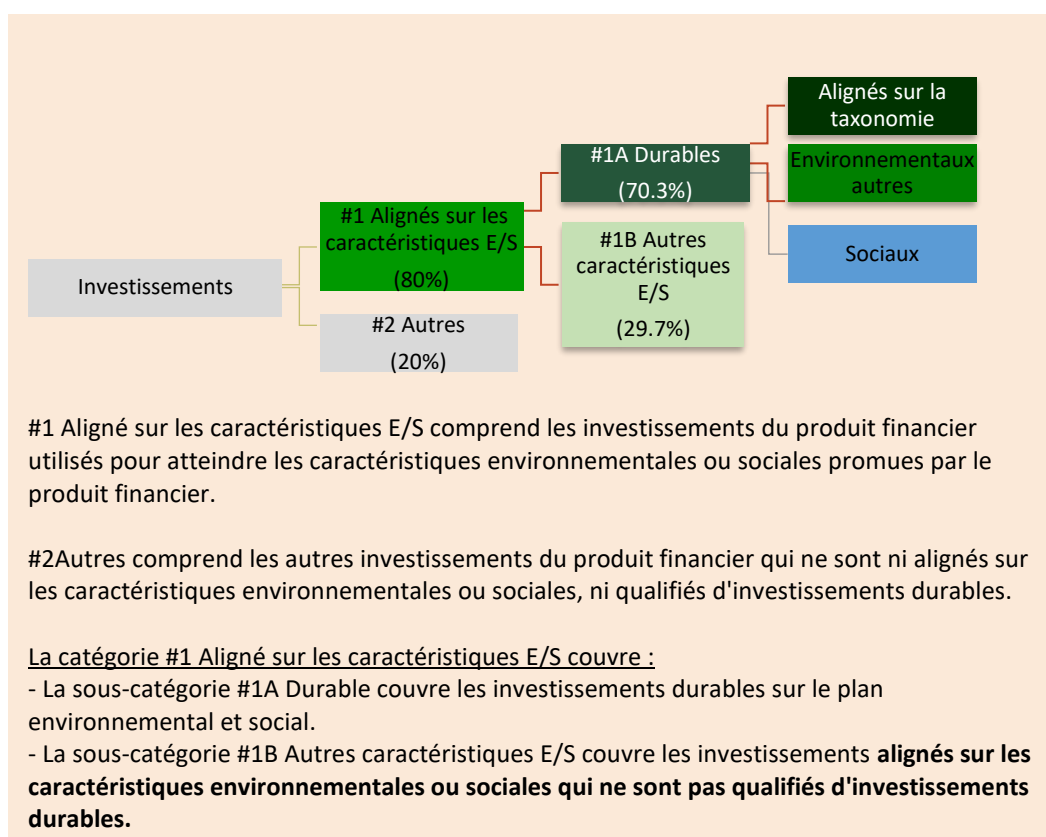 Alignés sur la
taxonomie
#1A Durables
(70.3%)
Environnementaux
autres
#1 Alignés sur les
caractéristiques E/S
(80%)
#1B Autres
caractéristiques
E/S
(29.7%)
Sociaux
Investissements
#2 Autres
(20%)
#1 Aligné sur les caractéristiques E/S comprend les investissements du produit financier
utilisés pour atteindre les caractéristiques environnementales ou sociales promues par le
produit financier.
#2Autres comprend les autres investissements du produit financier qui ne sont ni alignés sur
les caractéristiques environnementales ou sociales, ni qualifiés d'investissements durables.
La catégorie #1 Aligné sur les caractéristiques E/S couvre :
- La sous-catégorie #1A Durable couvre les investissements durables sur le plan
environnemental et social.
- La sous-catégorie #1B Autres caractéristiques E/S couvre les investissements alignés sur les
caractéristiques environnementales ou sociales qui ne sont pas qualifiés d'investissements
durables.